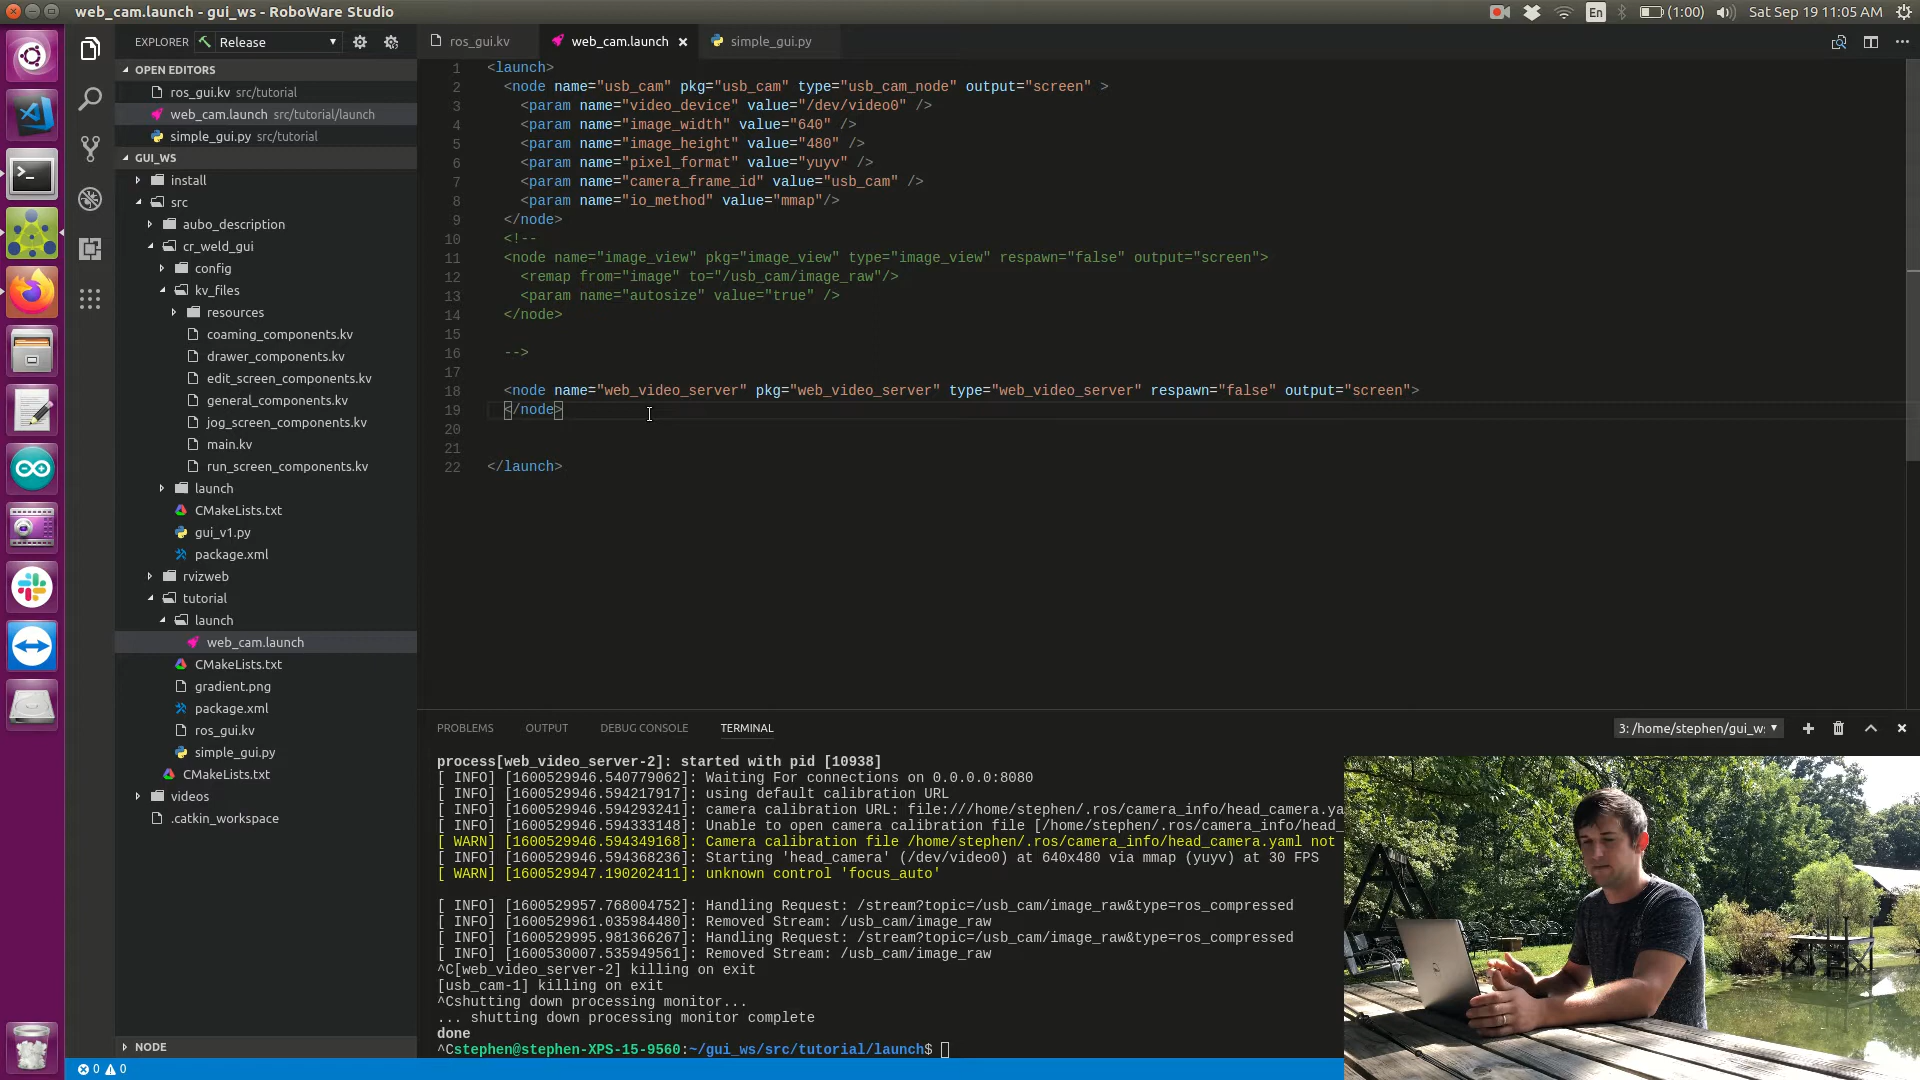 web_cam.launch - gui_ws - RoboWare Studio
En
(1:00)
Sat Sep 19 11:05 AM
EXPLORER
Release
OPEN EDITORS
ros_gui.kv src/tutorial
web_cam.launch src/tutorial/launch
simple_gui.py src/tutorial
GUI_WS
install
src
aubo_description
cr_weld_gui
config
kv_files
resources
coaming_components.kv
drawer_components.kv
edit_screen_components.kv
general_components.kv
jog_screen_components.kv
main.kv
run_screen_components.kv
launch
CMakeLists.txt
gui_v1.py
package.xml
rvizweb
tutorial
launch
web_cam.launch
CMakeLists.txt
gradient.png
package.xml
ros_gui.kv
simple_gui.py
CMakeLists.txt
videos
.catkin_workspace
NODE
0 0
ros_gui.kv
web_cam.launch
simple_gui.py
1 <launch>
2 <node name="usb_cam" pkg="usb_cam" type="usb_cam_node" output="screen" >
3 <param name="video_device" value="/dev/video0" />
4 <param name="image_width" value="640" />
5 <param name="image_height" value="480" />
6 <param name="pixel_format" value="yuyv" />
7 <param name="camera_frame_id" value="usb_cam" />
8 <param name="io_method" value="mmap"/>
9 </node>
10 <!--
11 <node name="image_view" pkg="image_view" type="image_view" respawn="false" output="screen">
12 <remap from="image" to="/usb_cam/image_raw"/>
13 <param name="autosize" value="true" />
14 </node>
15
16 -->
17
18 <node name="web_video_server" pkg="web_video_server" type="web_video_server" respawn="false" output="screen">
19 </node>
20
21
22 </launch>
PROBLEMS
OUTPUT
DEBUG CONSOLE
TERMINAL
3: /home/stephen/gui_w:
process[web_video_server-2]: started with pid [10938]
[ INFO] [1600529946.540779062]: Waiting For connections on 0.0.0.0:8080
[ INFO] [1600529946.594217917]: using default calibration URL
[ INFO] [1600529946.594293241]: camera calibration URL: file:///home/stephen/.ros/camera_info/head_camera.ya
[ INFO] [1600529946.594333148]: Unable to open camera calibration file [/home/stephen/.ros/camera_info/head_
[ WARN] [1600529946.594349168]: Camera calibration file /home/stephen/.ros/camera_info/head_camera.yaml not
[ INFO] [1600529946.594368236]: Starting 'head_camera' (/dev/video0) at 640x480 via mmap (yuyv) at 30 FPS
[ WARN] [1600529947.190202411]: unknown control 'focus_auto'
[ INFO] [1600529957.768004752]: Handling Request: /stream?topic=/usb_cam/image_raw&type=ros_compressed
[ INFO] [1600529961.035984480]: Removed Stream: /usb_cam/image_raw
[ INFO] [1600529995.981366267]: Handling Request: /stream?topic=/usb_cam/image_raw&type=ros_compressed
[ INFO] [1600530007.535949561]: Removed Stream: /usb_cam/image_raw
^C[web_video_server-2] killing on exit
[usb_cam-1] killing on exit
^Cshutting down processing monitor...
... shutting down processing monitor complete
done
^Cstephen@stephen-XPS-15-9560:~/gui_ws/src/tutorial/launch$